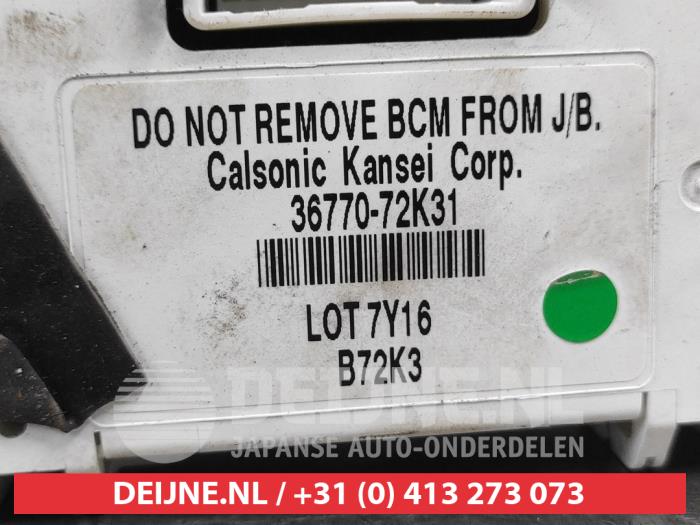 DO NOT REMOVE BCM FROM J/B.
Calsonic Kansei Corp.
36770-72K31
LOT 7Y16
B72K3
DEIJNE.NL
JAPANSE AUTO-ONDERDELEN
DEIJNE.NL / +31 (0) 413 273 073